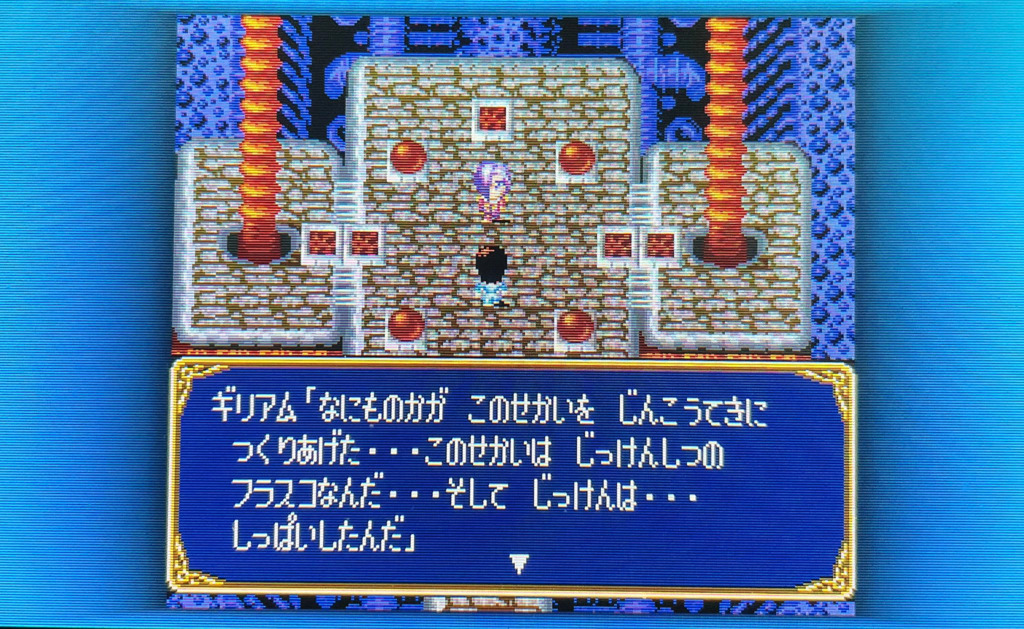 ギリアム「なにものかガ このせかいを じんこうてきに
つくりあげた・・・このせかいは じっけんしつの
フラスコなんだ・・・そして じっけんは・・・
しっぱいしたんだ」